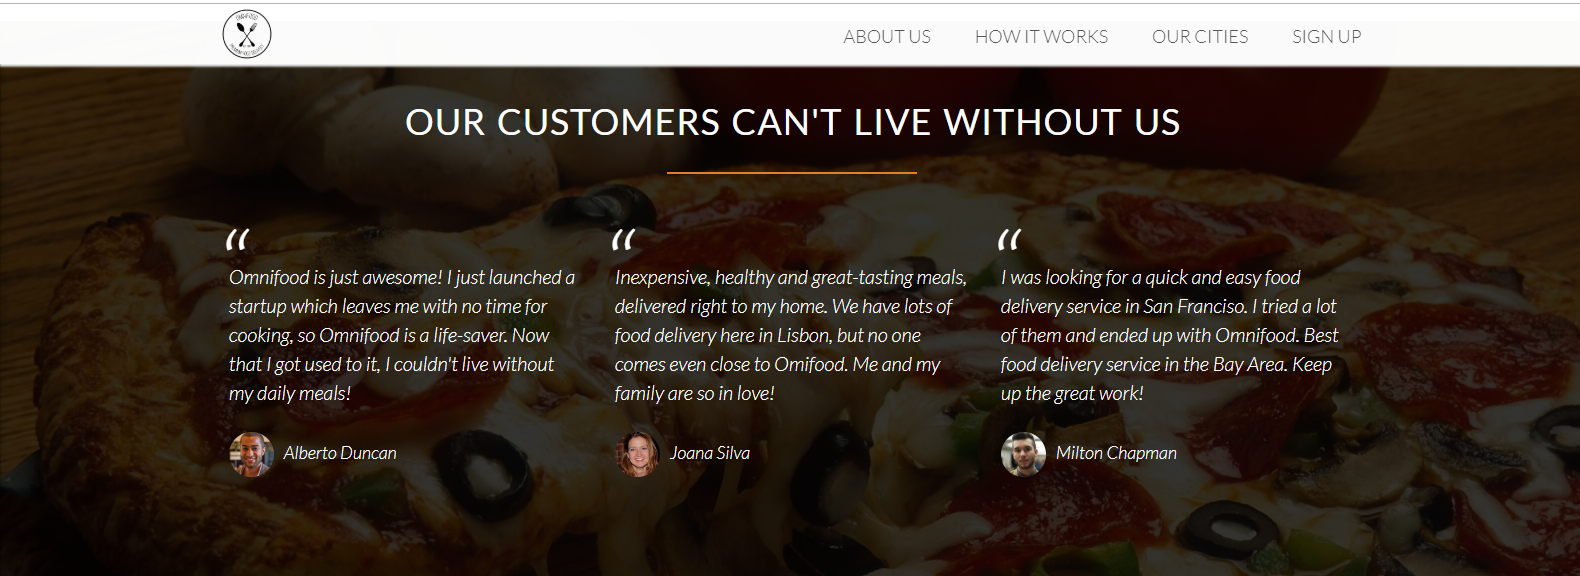 OMNIFOOD
ABOUT US HOW IT WORKS OUR CITIES SIGN UP
OUR CUSTOMERS CAN'T LIVE WITHOUT US
“
Omnifood is just awesome! I just launched a
startup which leaves me with no time for
cooking, so Omnifood is a life-saver. Now
that I got used to it, I couldn't live without
my daily meals!
Alberto Duncan
“
Inexpensive, healthy and great-tasting meals,
delivered right to my home. We have lots of
food delivery here in Lisbon, but no one
comes even close to Omifood. Me and my
family are so in love!
Joana Silva
“
I was looking for a quick and easy food
delivery service in San Franciso. I tried a lot
of them and ended up with Omnifood. Best
food delivery service in the Bay Area. Keep
up the great work!
Milton Chapman